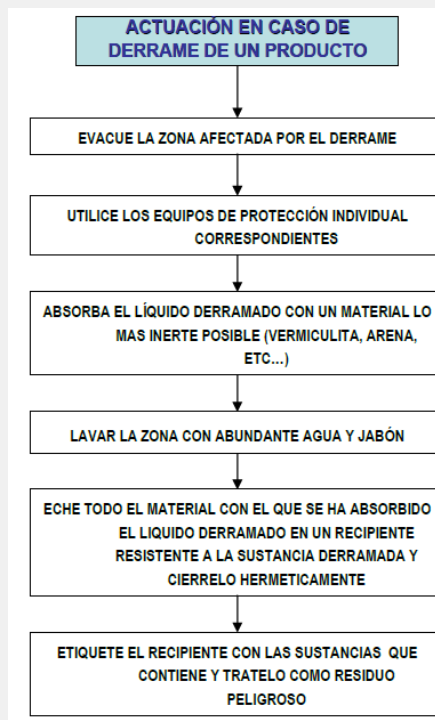 ACTUACIÓN EN CASO DE
DERRAME DE UN PRODUCTO
EVACUE LA ZONA AFECTADA POR EL DERRAME
UTILICE LOS EQUIPOS DE PROTECCIÓN INDIVIDUAL
CORRESPONDIENTES
ABSORBA EL LÍQUIDO DERRAMADO CON UN MATERIAL LO
MAS INERTE POSIBLE (VERMICULITA, ARENA,
ETC...)
LAVAR LA ZONA CON ABUNDANTE AGUA Y JABÓN
ECHE TODO EL MATERIAL CON EL QUE SE HA ABSORBIDO
EL LIQUIDO DERRAMADO EN UN RECIPIENTE
RESISTENTE A LA SUSTANCIA DERRAMADA Y
CIERRELO HERMETICAMENTE
ETIQUETE EL RECIPIENTE CON LAS SUSTANCIAS QUE
CONTIENE Y TRATELO COMO RESIDUO
PELIGROSO